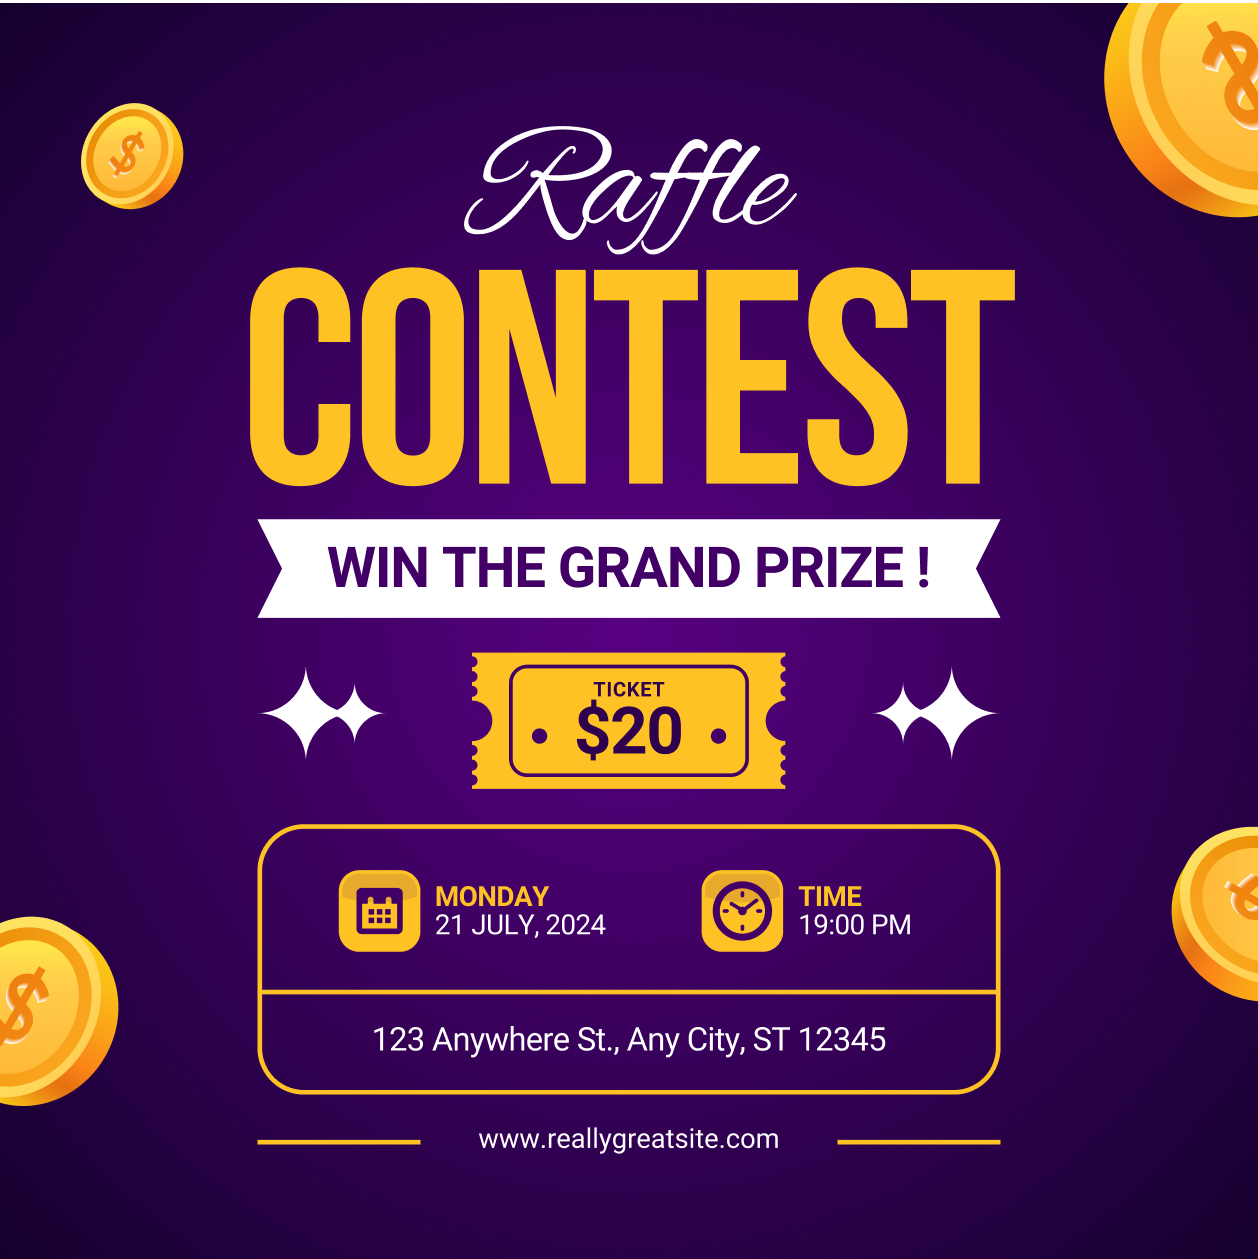 Raffle
CONTEST
WIN THE GRAND PRIZE !
TICKET
$20
MONDAY
21 JULY, 2024
TIME
19:00 PM
123 Anywhere St., Any City, ST 12345
www.reallygreatsite.com